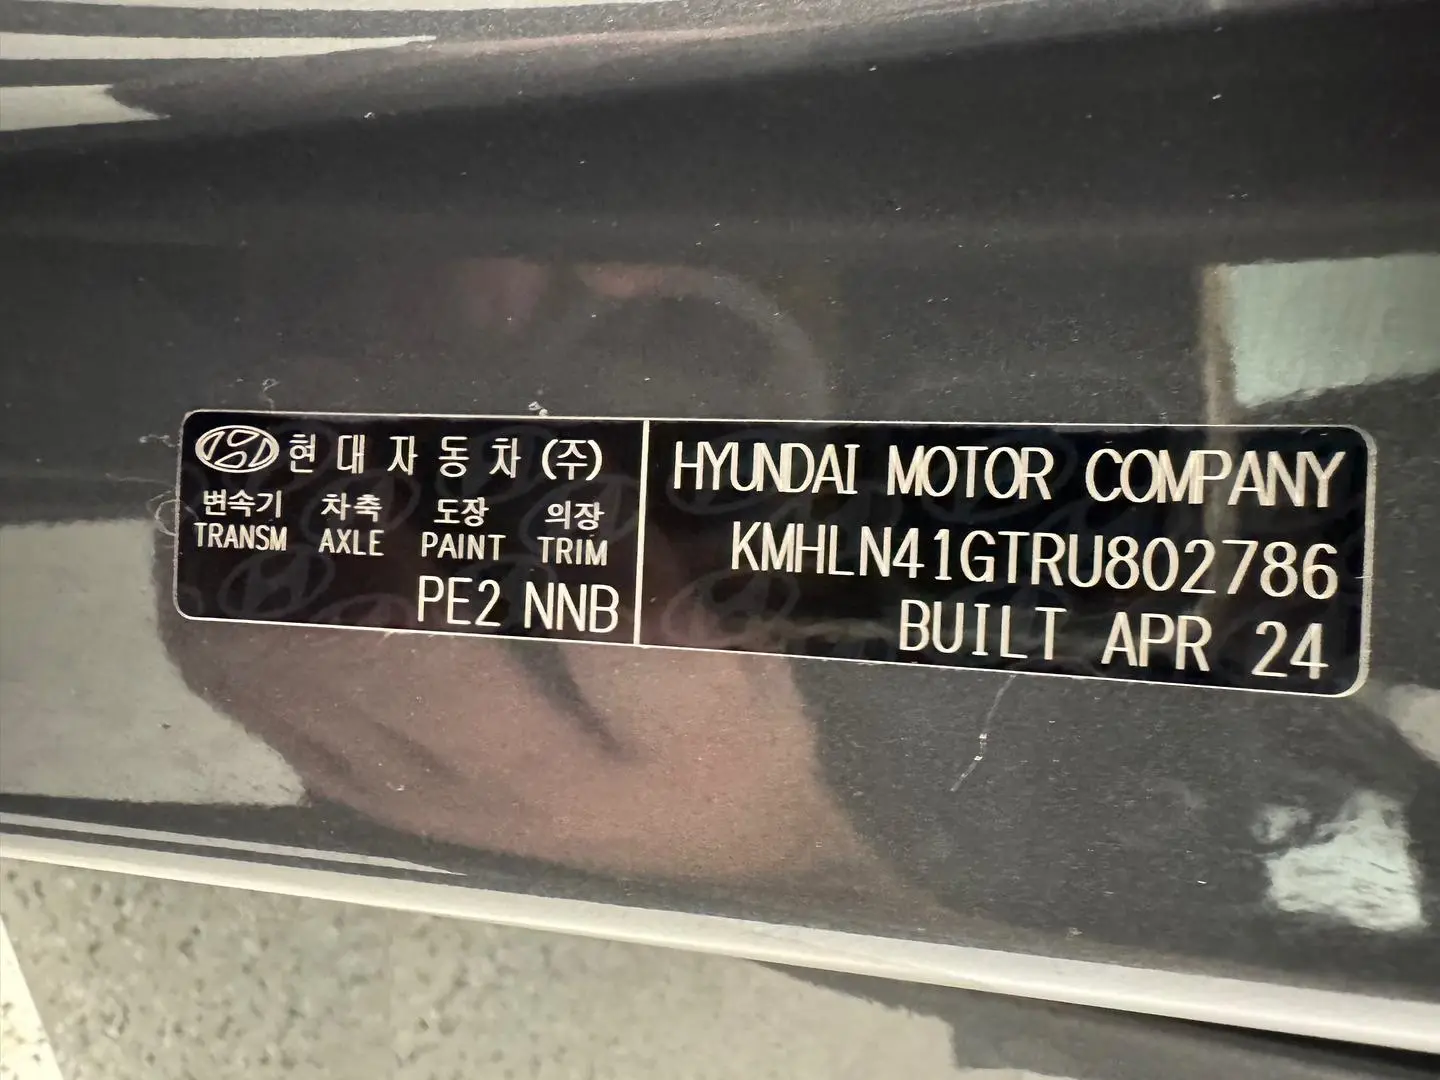 현대자동차(주)
변속기 차축 도장 의장
TRANSM AXLE PAINT TRIM
PE2 NNB
HYUNDAI MOTOR COMPANY
KMHLN41GTRU802786
BUILT APR 24